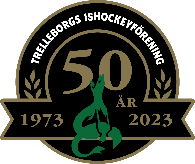 TRELLEBORGS ISHOCKEYFÖRENING
50
ÅR
1973 2023